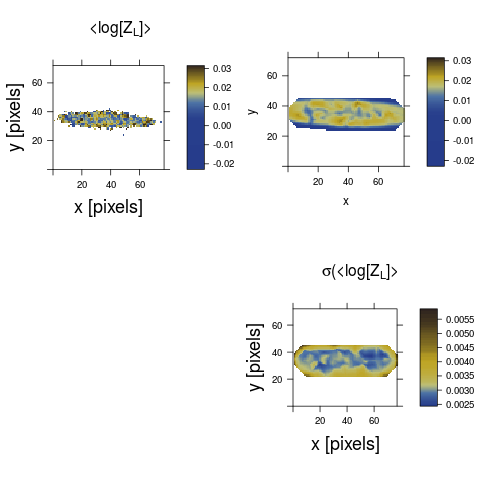 <log[Z_L]>
60
40
20
20 40 60
x [pixels]
y [pixels]
0.03
0.02
0.01
0.00
-0.01
-0.02
60
40
20
20 40 60
x
y
0.03
0.02
0.01
0.00
-0.01
-0.02
σ(<log[Z_L]>
60
40
20
20 40 60
x [pixels]
y [pixels]
0.0055
0.0050
0.0045
0.0040
0.0035
0.0030
0.0025